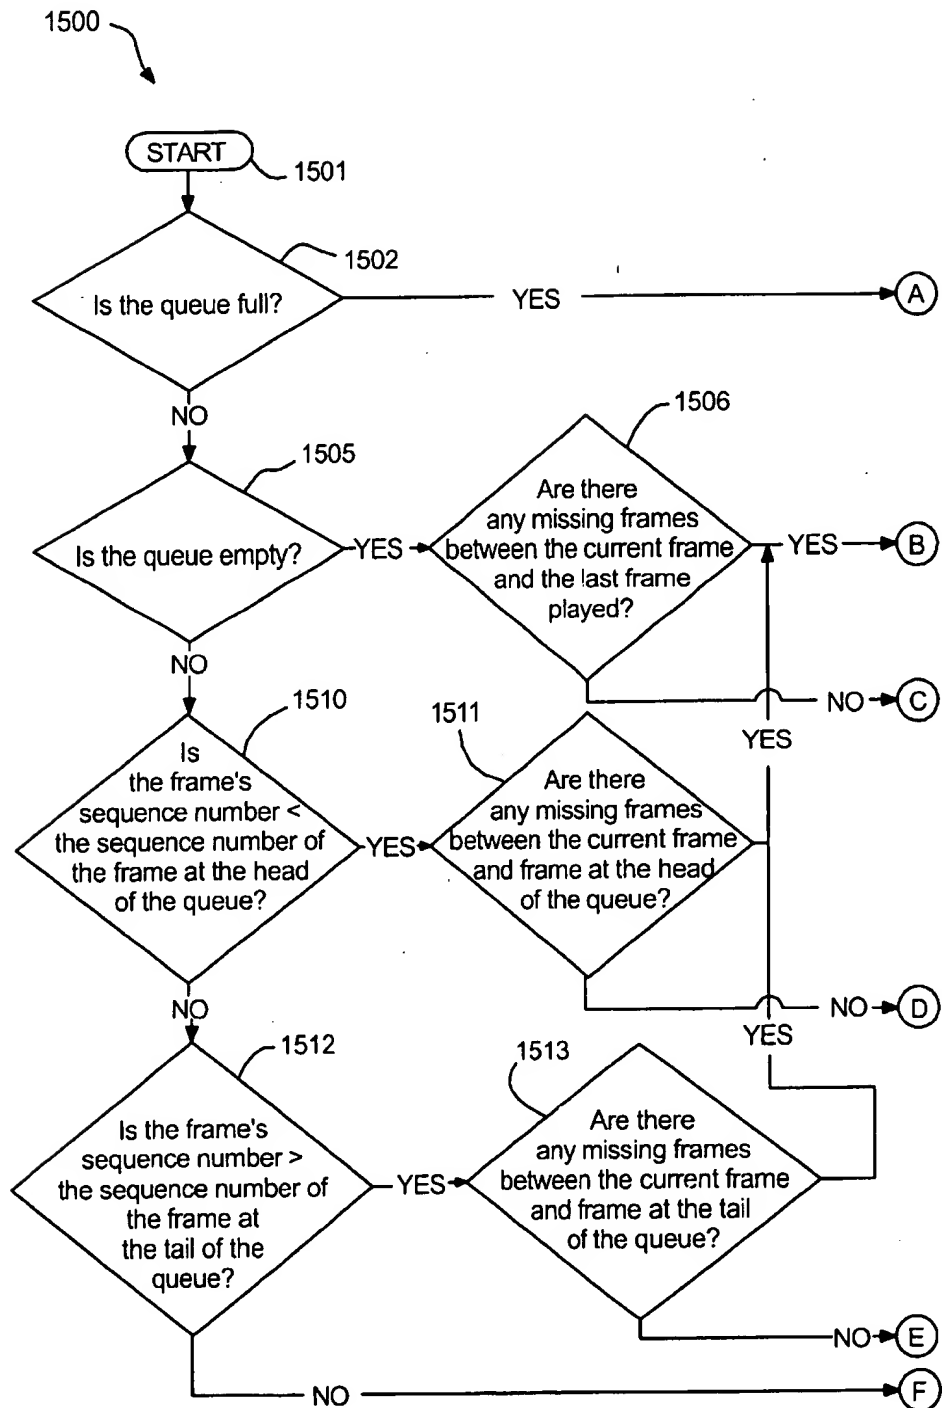 1500
START
1501
1502
Is the queue full?
YES
A
NO
1505
1506
Is the queue empty?
YES
Are there
any missing frames
between the current frame
and the last frame
played?
YES
B
NO
NO
C
1510
1511
YES
Is
the frame's
sequence number <
the sequence number of
the frame at the head
of the queue?
YES
Are there
any missing frames
between the current frame
and frame at the head
of the queue?
NO
NO
D
YES
1512
1513
Is the frame's
sequence number >
the sequence number of
the frame at
the tail of the
queue?
YES
Are there
any missing frames
between the current frame
and frame at the tail
of the queue?
NO
E
NO
F